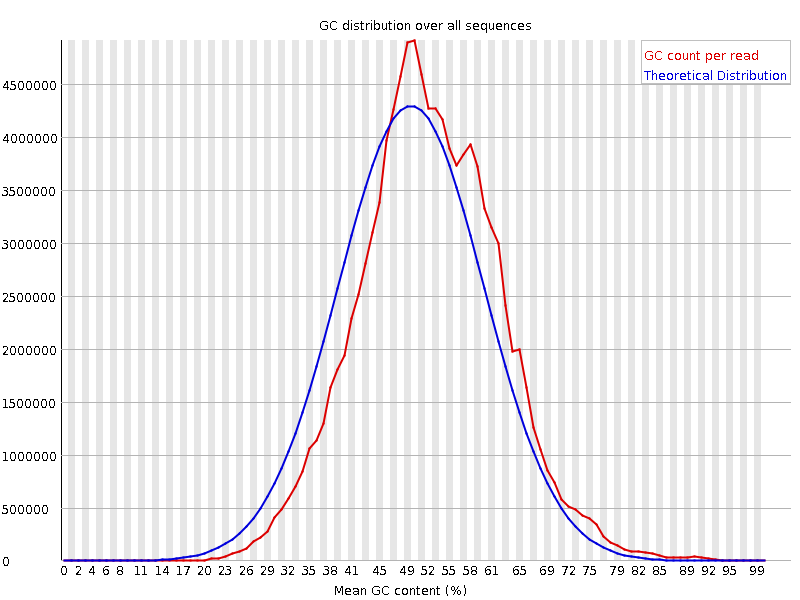 GC distribution over all sequences
GC count per read
Theoretical Distribution
4500000
4000000
3500000
3000000
2500000
2000000
1500000
1000000
500000
0
0 2 4 6 8 11 14 17 20 23 26 29 32 35 38 41 45 49 52 55 58 61 65 69 72 75 79 82 85 89 92 95 99
Mean GC content (%)